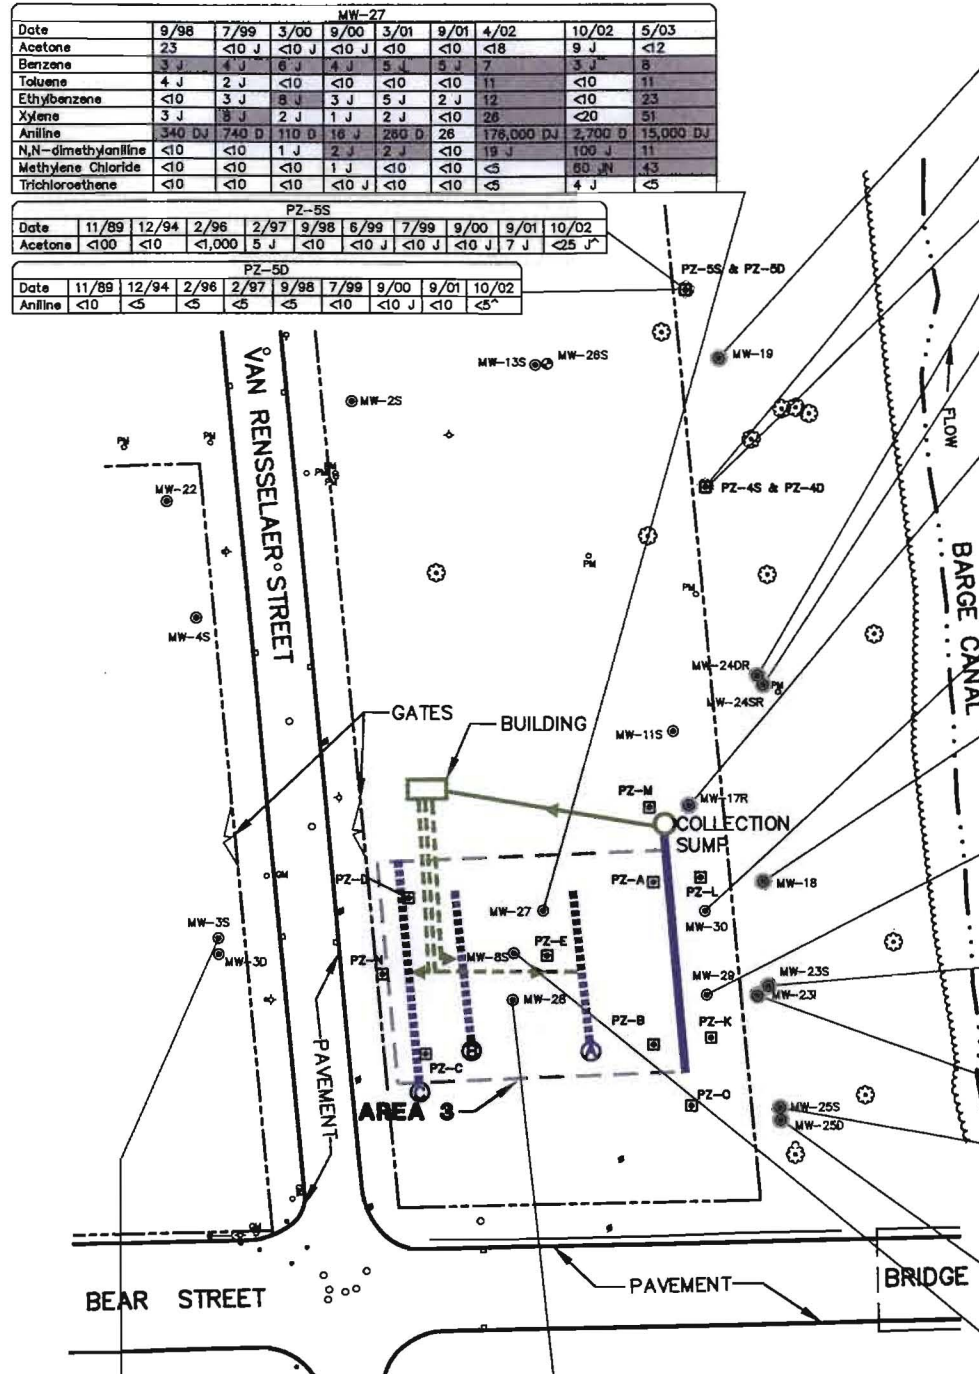 MW-27
Date 9/98 7/99 3/00 9/00 3/01 9/01 4/02 10/02 5/03
Acetone 23 <10 J <10 J <10 J <10 <10 <18 9 J <12
Benzene 3 J 4 J 6 J 4 J 5 J 5 J 7 3 J 8
Toluene 4 J 2 J <10 <10 <10 <10 11 <10 11
Ethylbenzene <10 3 J 8 J 3 J 5 J 2 J 12 <10 23
Xylene 3 J 8 J 2 J 1 J 2 J <10 26 <20 51
Aniline 340 DJ 740 D 110 D 16 J 260 D 26 176,000 DJ 2,700 D 15,000 DJ
N,N-dimethylaniline <10 <10 1 J 2 J 2 J <10 19 J 100 J 11
Methylene Chloride <10 <10 <10 1 J <10 <10 <5 60 JN 43
Trichloroethene <10 <10 <10 <10 J <10 <10 <5 4 J <5
PZ-5S
Date 11/89 12/94 2/96 2/97 9/98 6/99 7/99 9/00 9/01 10/02
Acetone <100 <10 <1,000 5 J <10 <10 J <10 J <10 J 7 J <25 J^
PZ-5D
Date 11/89 12/94 2/96 2/97 9/98 7/99 9/00 9/01 10/02
Aniline <10 <5 <5 <5 <5 <10 <10 J <10 <5^
PZ-5S & PZ-5D
MW-13S
MW-26S
MW-19
VAN RENSSELAER STREET
MW-2S
FLOW
PM
PM
PM
MW-22
PZ-4S & PZ-4D
BARGE CANAL
PM
PM
MW-4S
MW-24DR
PM
MW-24SR
GATES
BUILDING
MW-11S
PZ-M
MW-17R
COLLECTION
SUMP
PZ-D
PZ-A
PZ-L
MW-18
MW-27
MW-30
MW-3S
MW-3D
MW-8S
PZ-E
PZ-N
MW-23S
MW-29
MW-23I
MW-28
PZ-B
PZ-K
B
A
PZ-C
C
PAVEMENT
AREA 3
PZ-O
MW-25S
MW-25D
BEAR STREET
PAVEMENT
BRIDGE